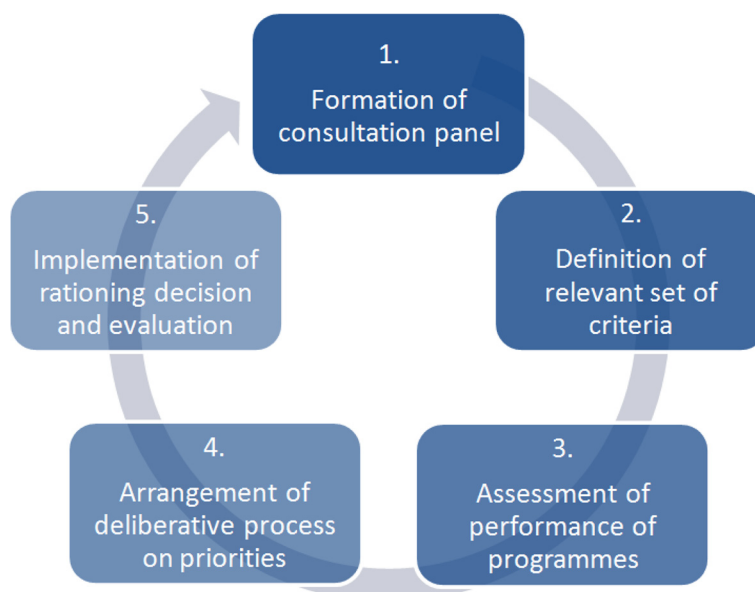 1.
Formation of
consultation panel
2.
Definition of
relevant set of
criteria
3.
Assessment of
performance of
programmes
4.
Arrangement of
deliberative process
on priorities
5.
Implementation of
rationing decision
and evaluation